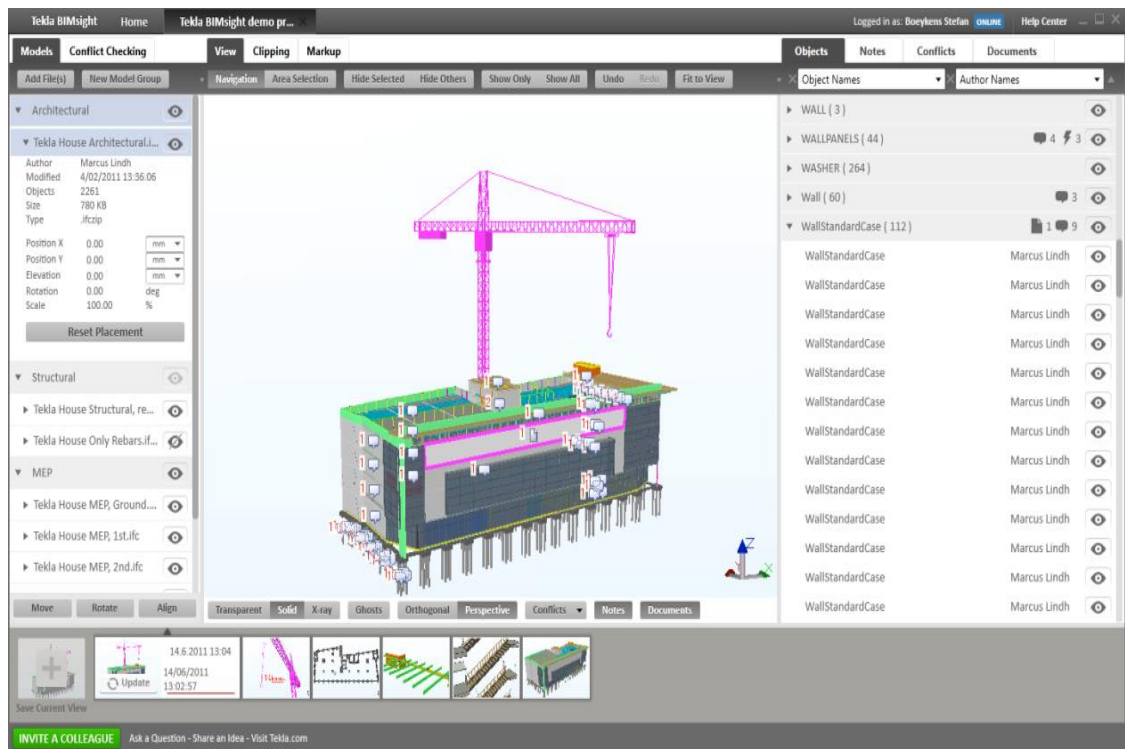 Tekla BIMsight Home Tekla BIMsight demo pr... Logged in as: Boeykens Stefan ONLINE Help Center
Models Conflict Checking View Clipping Markup Objects Notes Conflicts Documents
Add File(s) New Model Group Navigation Area Selection Hide Selected Hide Others Show Only Show All Undo Redo Fit to View Object Names Author Names
Architectural
Tekla House Architectural.i...
Author Marcus Lindh
Modified 4/02/2011 13:36:06
Objects 2261
Size 780 KB
Type .ifczip
Position X 0.00 mm
Position Y 0.00 mm
Elevation 0.00 mm
Rotation 0.00 deg
Scale 100.00 %
Reset Placement
Structural
Tekla House Structural, re...
Tekla House Only Rebars.if...
MEP
Tekla House MEP, Ground....
Tekla House MEP, 1st.ifc
Tekla House MEP, 2nd.ifc
Move Rotate Align
Z
Transparent Solid X-ray Ghosts Orthogonal Perspective Conflicts Notes Documents
WALL ( 3 )
WALLPANELS ( 44 ) 4 3
WASHER ( 264 )
Wall ( 60 ) 3
WallStandardCase ( 112 ) 1 9
WallStandardCase Marcus Lindh
WallStandardCase Marcus Lindh
WallStandardCase Marcus Lindh
WallStandardCase Marcus Lindh
WallStandardCase Marcus Lindh
WallStandardCase Marcus Lindh
WallStandardCase Marcus Lindh
WallStandardCase Marcus Lindh
WallStandardCase Marcus Lindh
WallStandardCase Marcus Lindh
WallStandardCase Marcus Lindh
WallStandardCase Marcus Lindh
WallStandardCase Marcus Lindh
14.6.2011 13:04
14/06/2011
13:02:57
Update
Save Current View
INVITE A COLLEAGUE Ask a Question - Share an Idea - Visit Tekla.com